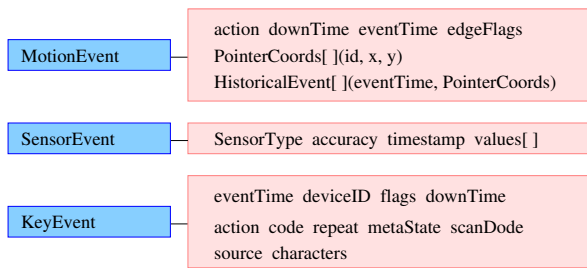 MotionEvent
action downTime eventTime edgeFlags
PointerCoords[ ](id, x, y)
HistoricalEvent[ ](eventTime, PointerCoords)
SensorEvent
SensorType accuracy timestamp values[ ]
KeyEvent
eventTime deviceID flags downTime
action code repeat metaState scanDode
source characters